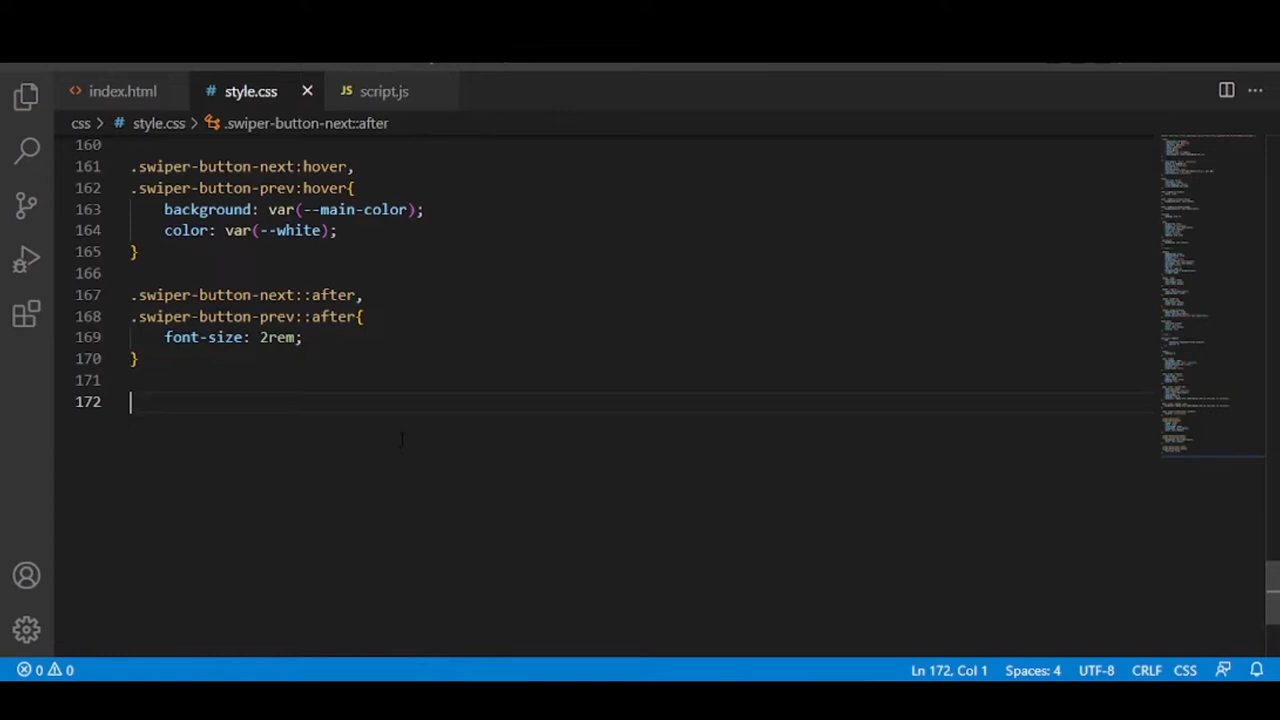 index.html
style.css
JS script.js
css
# style.css
.swiper-button-next::after
160
161 .swiper-button-next:hover,
162 .swiper-button-prev:hover{
163 background: var(--main-color);
164 color: var(--white);
165 }
166
167 .swiper-button-next::after,
168 .swiper-button-prev::after{
169 font-size: 2rem;
170 }
171
172
0 0
Ln 172, Col 1
Spaces: 4
UTF-8
CRLF
CSS